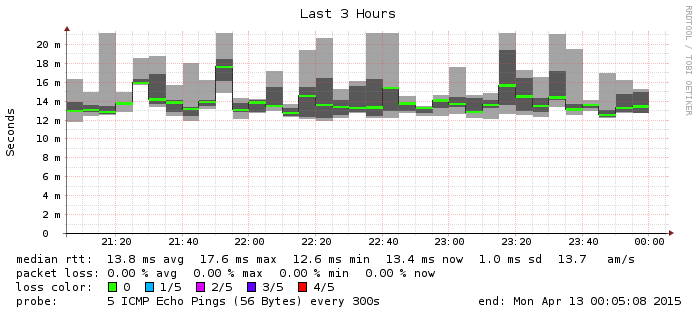 Last 3 Hours
RRDTOOL / TOBI OETIKER
Seconds
20 m
18 m
16 m
14 m
12 m
10 m
8 m
6 m
4 m
2 m
0
21:20 21:40 22:00 22:20 22:40 23:00 23:20 23:40 00:00
median rtt: 13.8 ms avg 17.6 ms max 12.6 ms min 13.4 ms now 1.0 ms sd 13.7 am/s
packet loss: 0.00 % avg 0.00 % max 0.00 % min 0.00 % now
loss color: 0 1/5 2/5 3/5 4/5
probe: 5 ICMP Echo Pings (56 Bytes) every 300s end: Mon Apr 13 00:05:08 2015